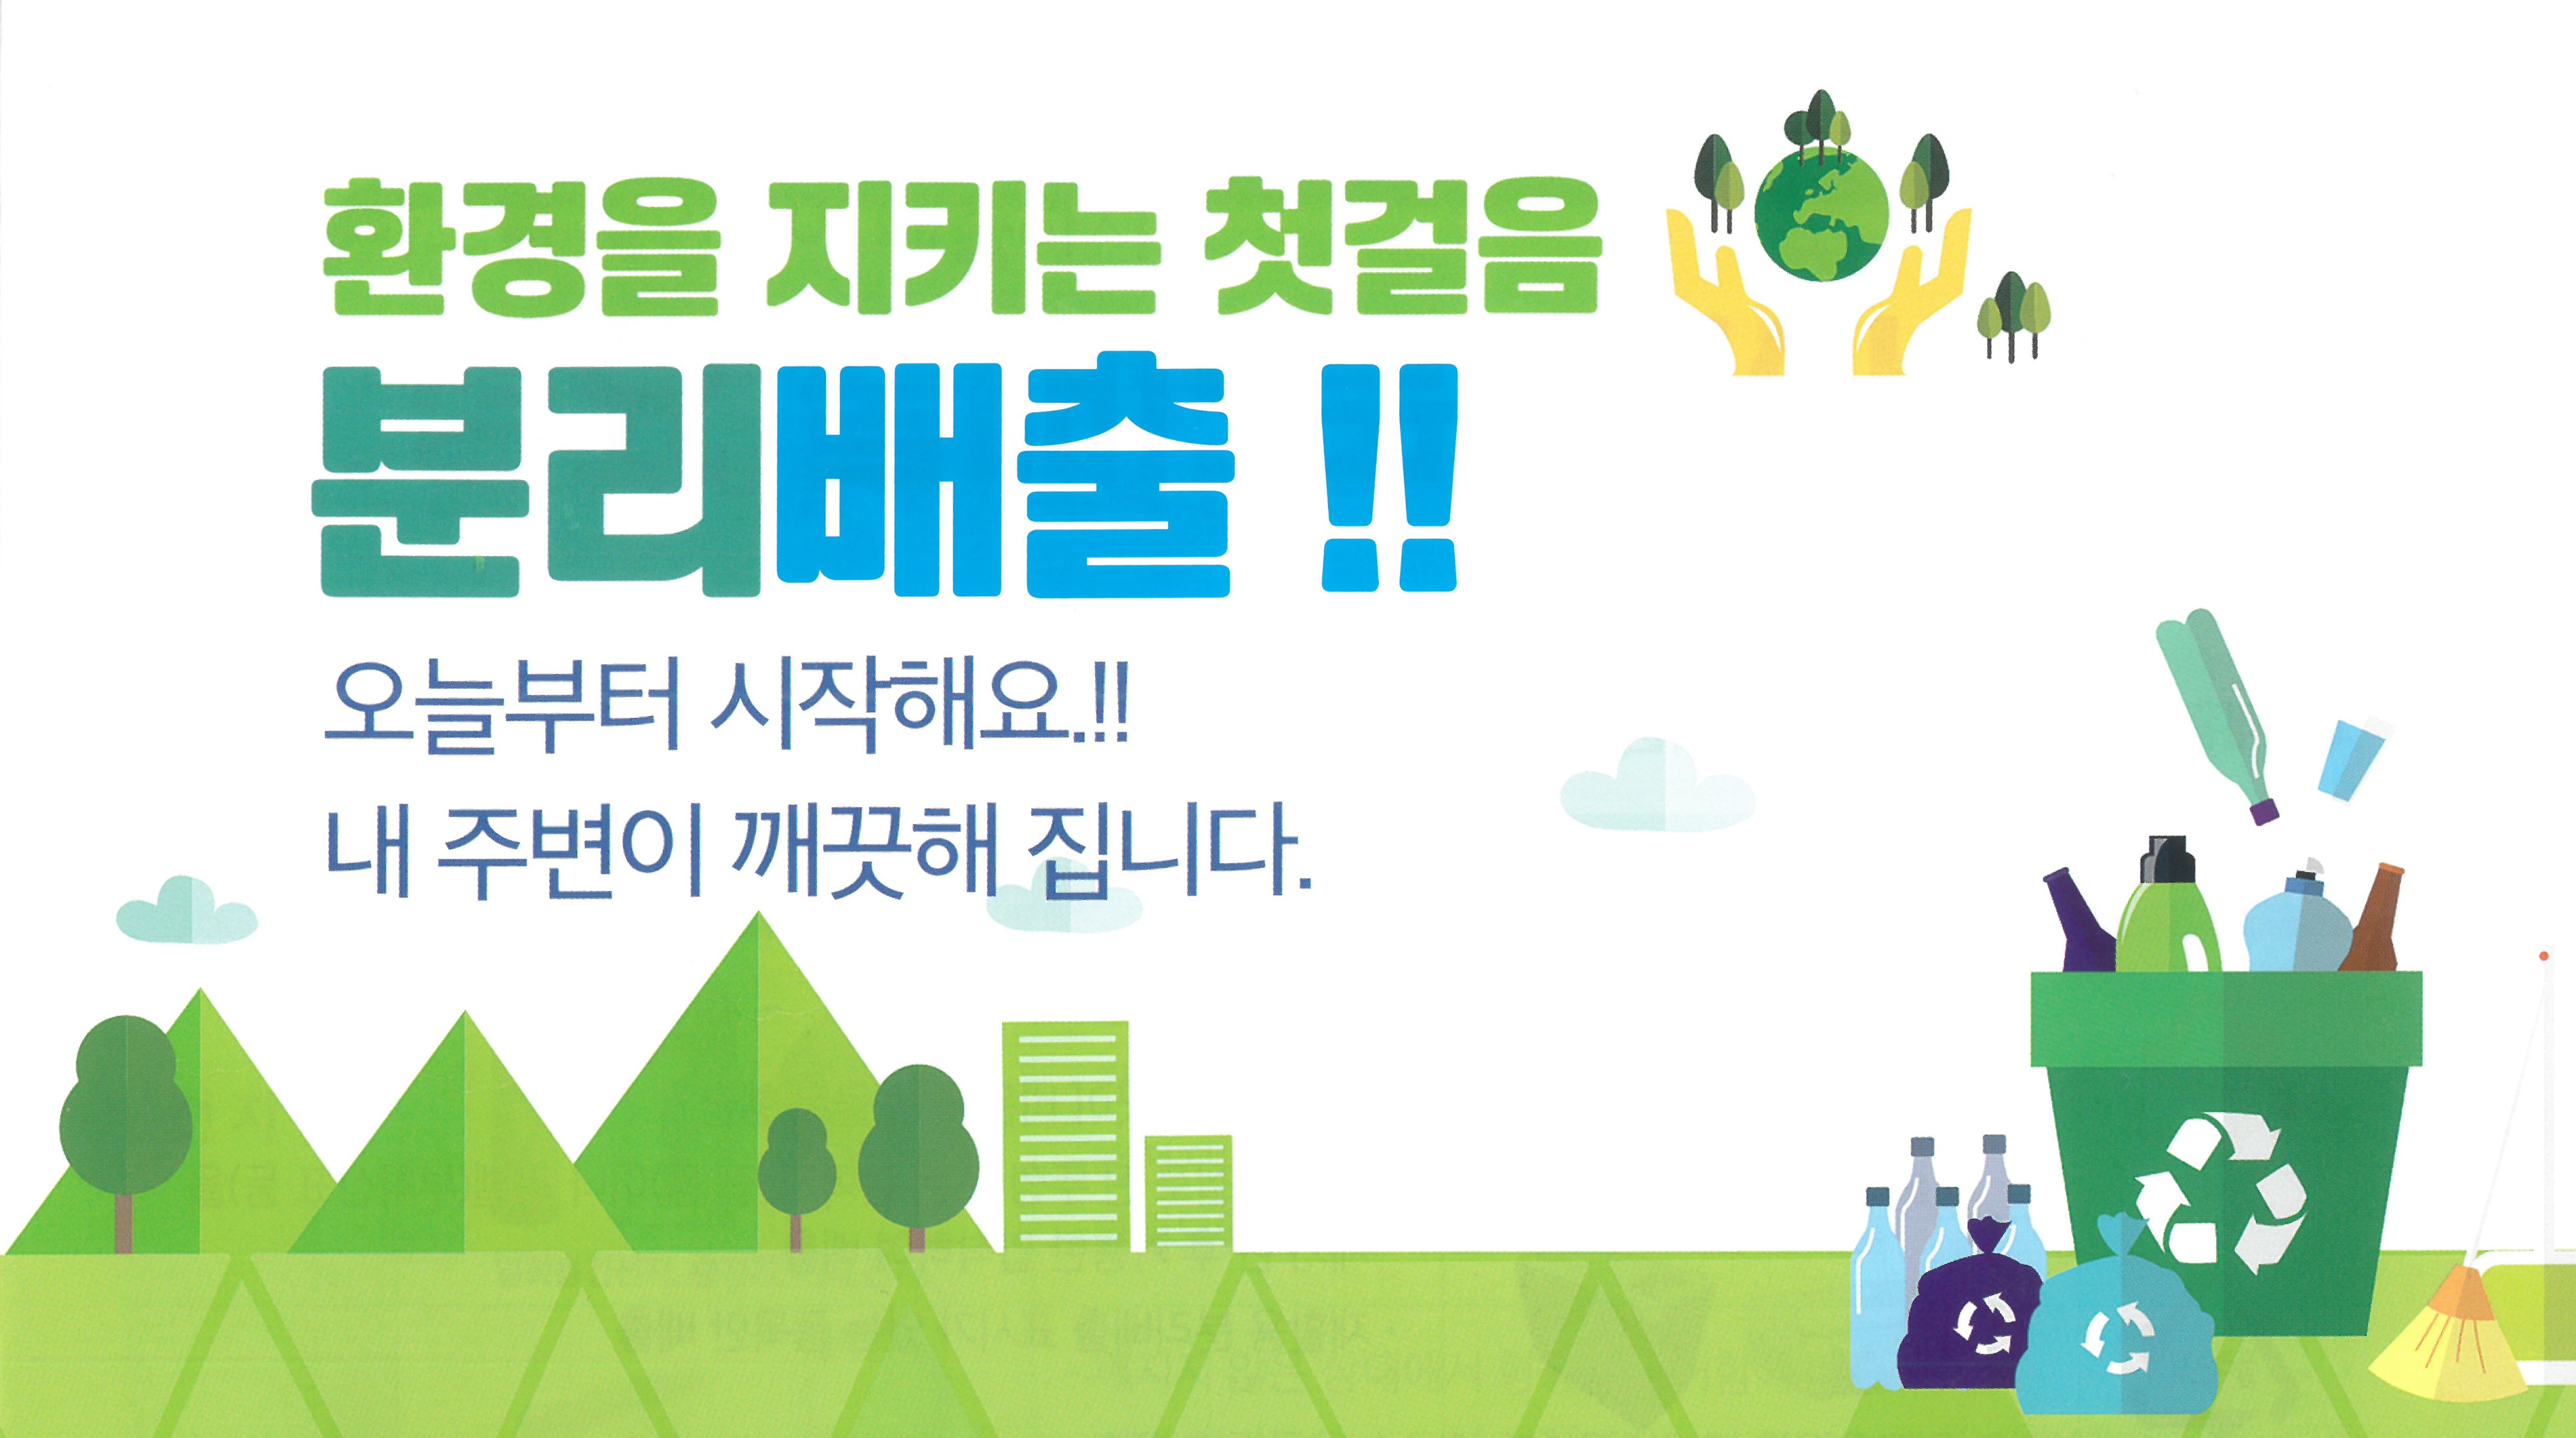 환경을 지키는 첫걸음
분리배출 !!
오늘부터 시작해요.!!
내 주변이 깨끗해 집니다.